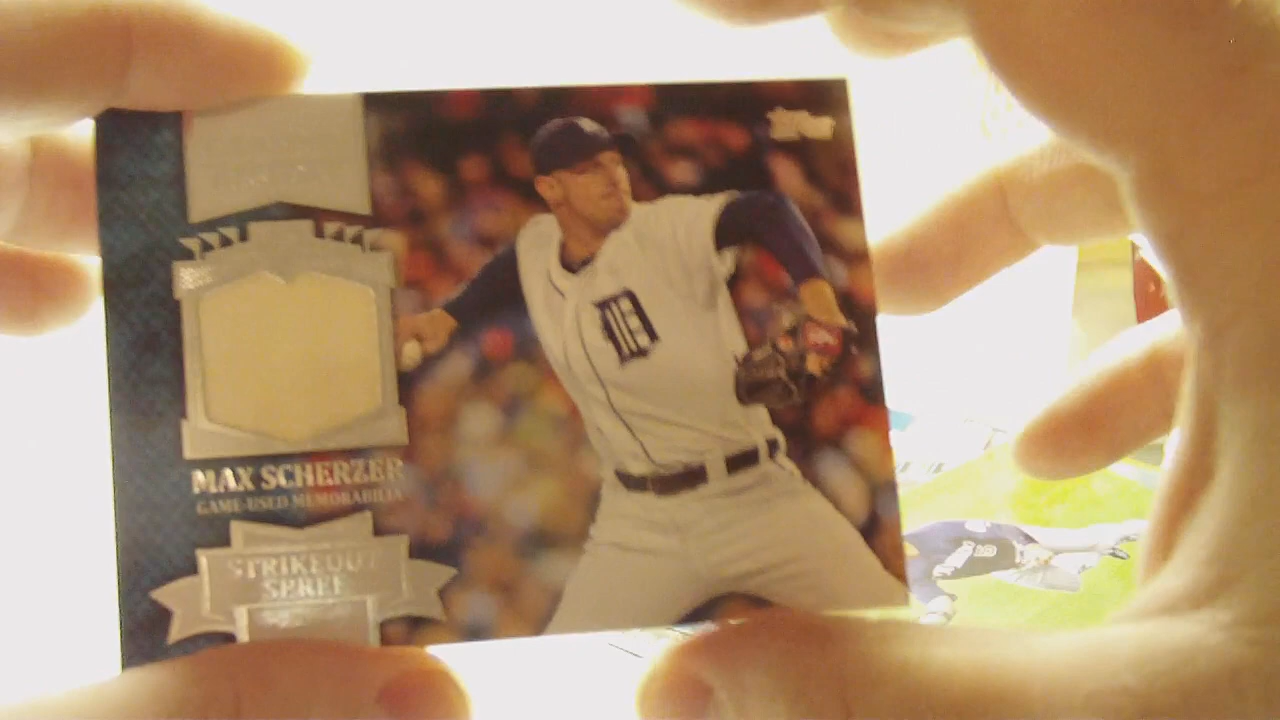 Topps
D
MAX SCHERZER
GAME-USED MEMORABILIA
STRIKEOUT
SPREE